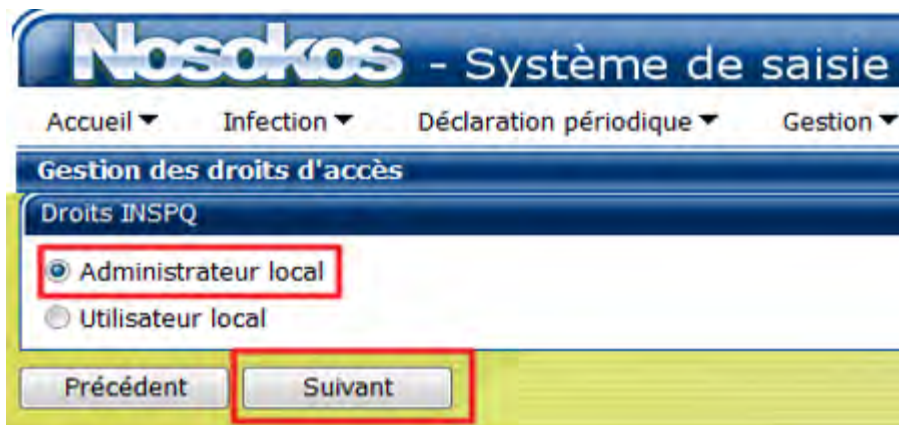 Nosokos - Système de saisie
Accueil Infection Déclaration périodique Gestion
Gestion des droits d'accès
Droits INSPQ
Administrateur local
Utilisateur local
Précédent Suivant